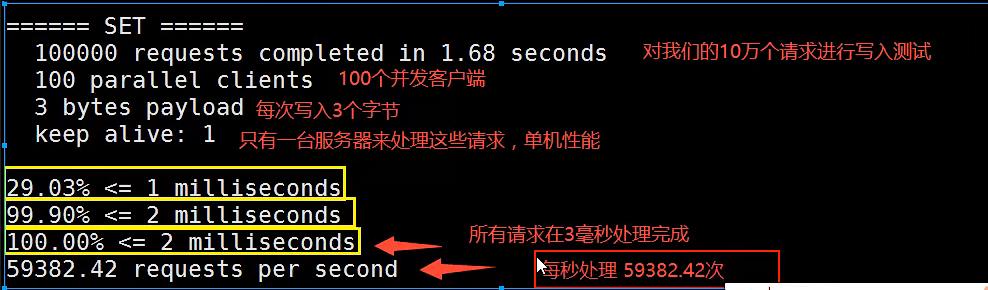 ====== SET ======
100000 requests completed in 1.68 seconds 对我们的10万个请求进行写入测试
100 parallel clients 100个并发客户端
3 bytes payload 每次写入3个字节
keep alive: 1 只有一台服务器来处理这些请求，单机性能
29.03% <= 1 milliseconds
99.90% <= 2 milliseconds
100.00% <= 2 milliseconds 所有请求在3毫秒处理完成
59382.42 requests per second 每秒处理 59382.42次